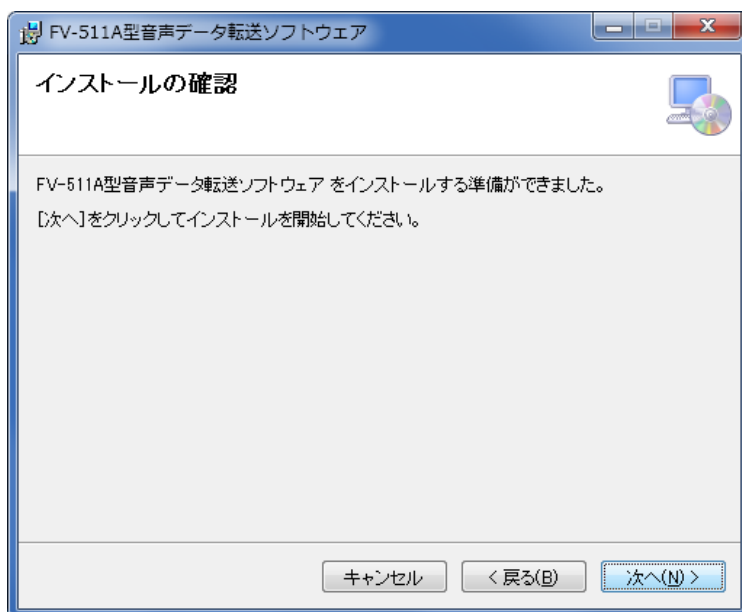 FV-511A型音声データ転送ソフトウェア
インストールの確認
FV-511A型音声データ転送ソフトウェア をインストールする準備ができました。
[次へ]をクリックしてインストールを開始してください。
キャンセル
< 戻る(B)
次へ(N) >